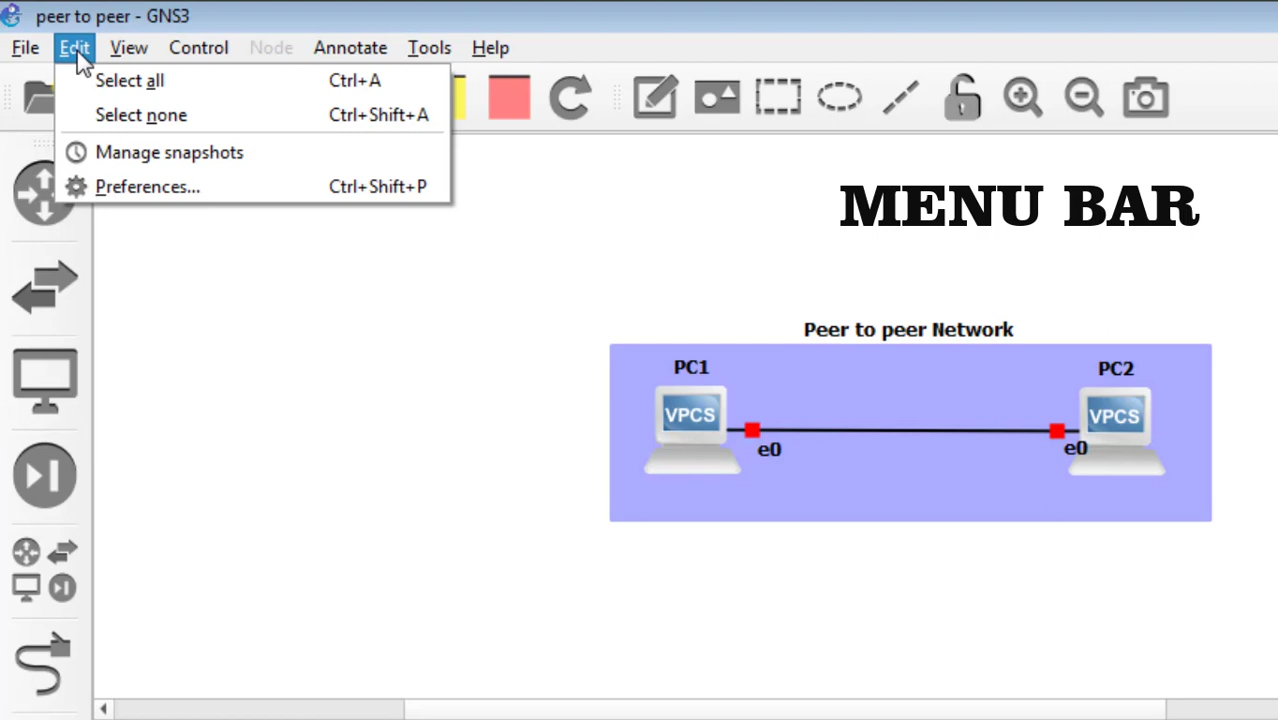 peer to peer - GNS3
File Edit View Control Node Annotate Tools Help
Select all Ctrl+A
Select none Ctrl+Shift+A
Manage snapshots
Preferences... Ctrl+Shift+P
MENU BAR
Peer to peer Network
PC1 PC2
VPCS VPCS
e0 e0